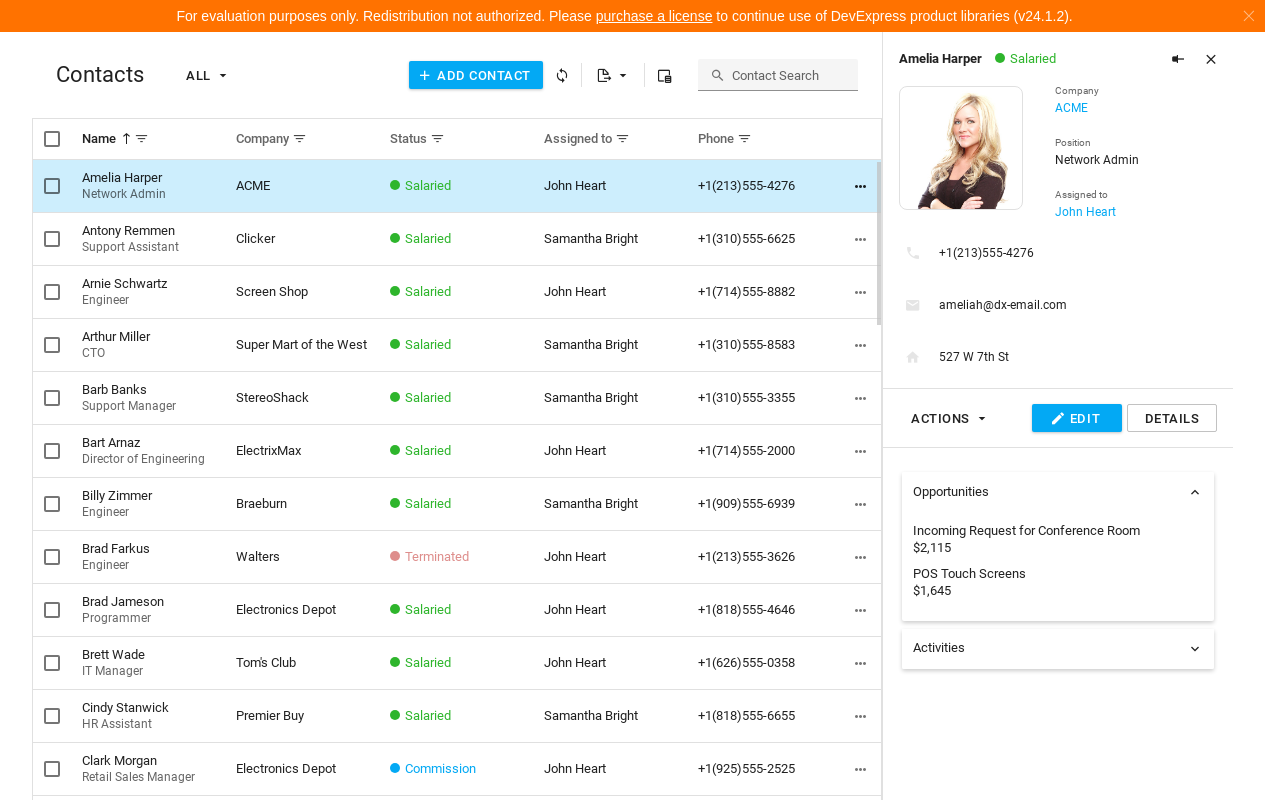 For evaluation purposes only. Redistribution not authorized. Please purchase a license to continue use of DevExpress product libraries (v24.1.2).
Contacts
ALL
ADD CONTACT
Contact Search
Name
Company
Status
Assigned to
Phone
Amelia Harper
Network Admin
ACME
Salaried
John Heart
+1(213)555-4276
Antony Remmen
Support Assistant
Clicker
Salaried
Samantha Bright
+1(310)555-6625
Arnie Schwartz
Engineer
Screen Shop
Salaried
John Heart
+1(714)555-8882
Arthur Miller
CTO
Super Mart of the West
Salaried
Samantha Bright
+1(310)555-8583
Barb Banks
Support Manager
StereoShack
Salaried
Samantha Bright
+1(310)555-3355
Bart Arnaz
Director of Engineering
ElectrixMax
Salaried
John Heart
+1(714)555-2000
Billy Zimmer
Engineer
Braeburn
Salaried
Samantha Bright
+1(909)555-6939
Brad Farkus
Engineer
Walters
Terminated
John Heart
+1(213)555-3626
Brad Jameson
Programmer
Electronics Depot
Salaried
John Heart
+1(818)555-4646
Brett Wade
IT Manager
Tom's Club
Salaried
John Heart
+1(626)555-0358
Cindy Stanwick
HR Assistant
Premier Buy
Salaried
Samantha Bright
+1(818)555-6655
Clark Morgan
Retail Sales Manager
Electronics Depot
Commission
John Heart
+1(925)555-2525
Amelia Harper
Salaried
Company
ACME
Position
Network Admin
Assigned to
John Heart
+1(213)555-4276
ameliah@dx-email.com
527 W 7th St
ACTIONS
EDIT
DETAILS
Opportunities
Incoming Request for Conference Room
$2,115
POS Touch Screens
$1,645
Activities